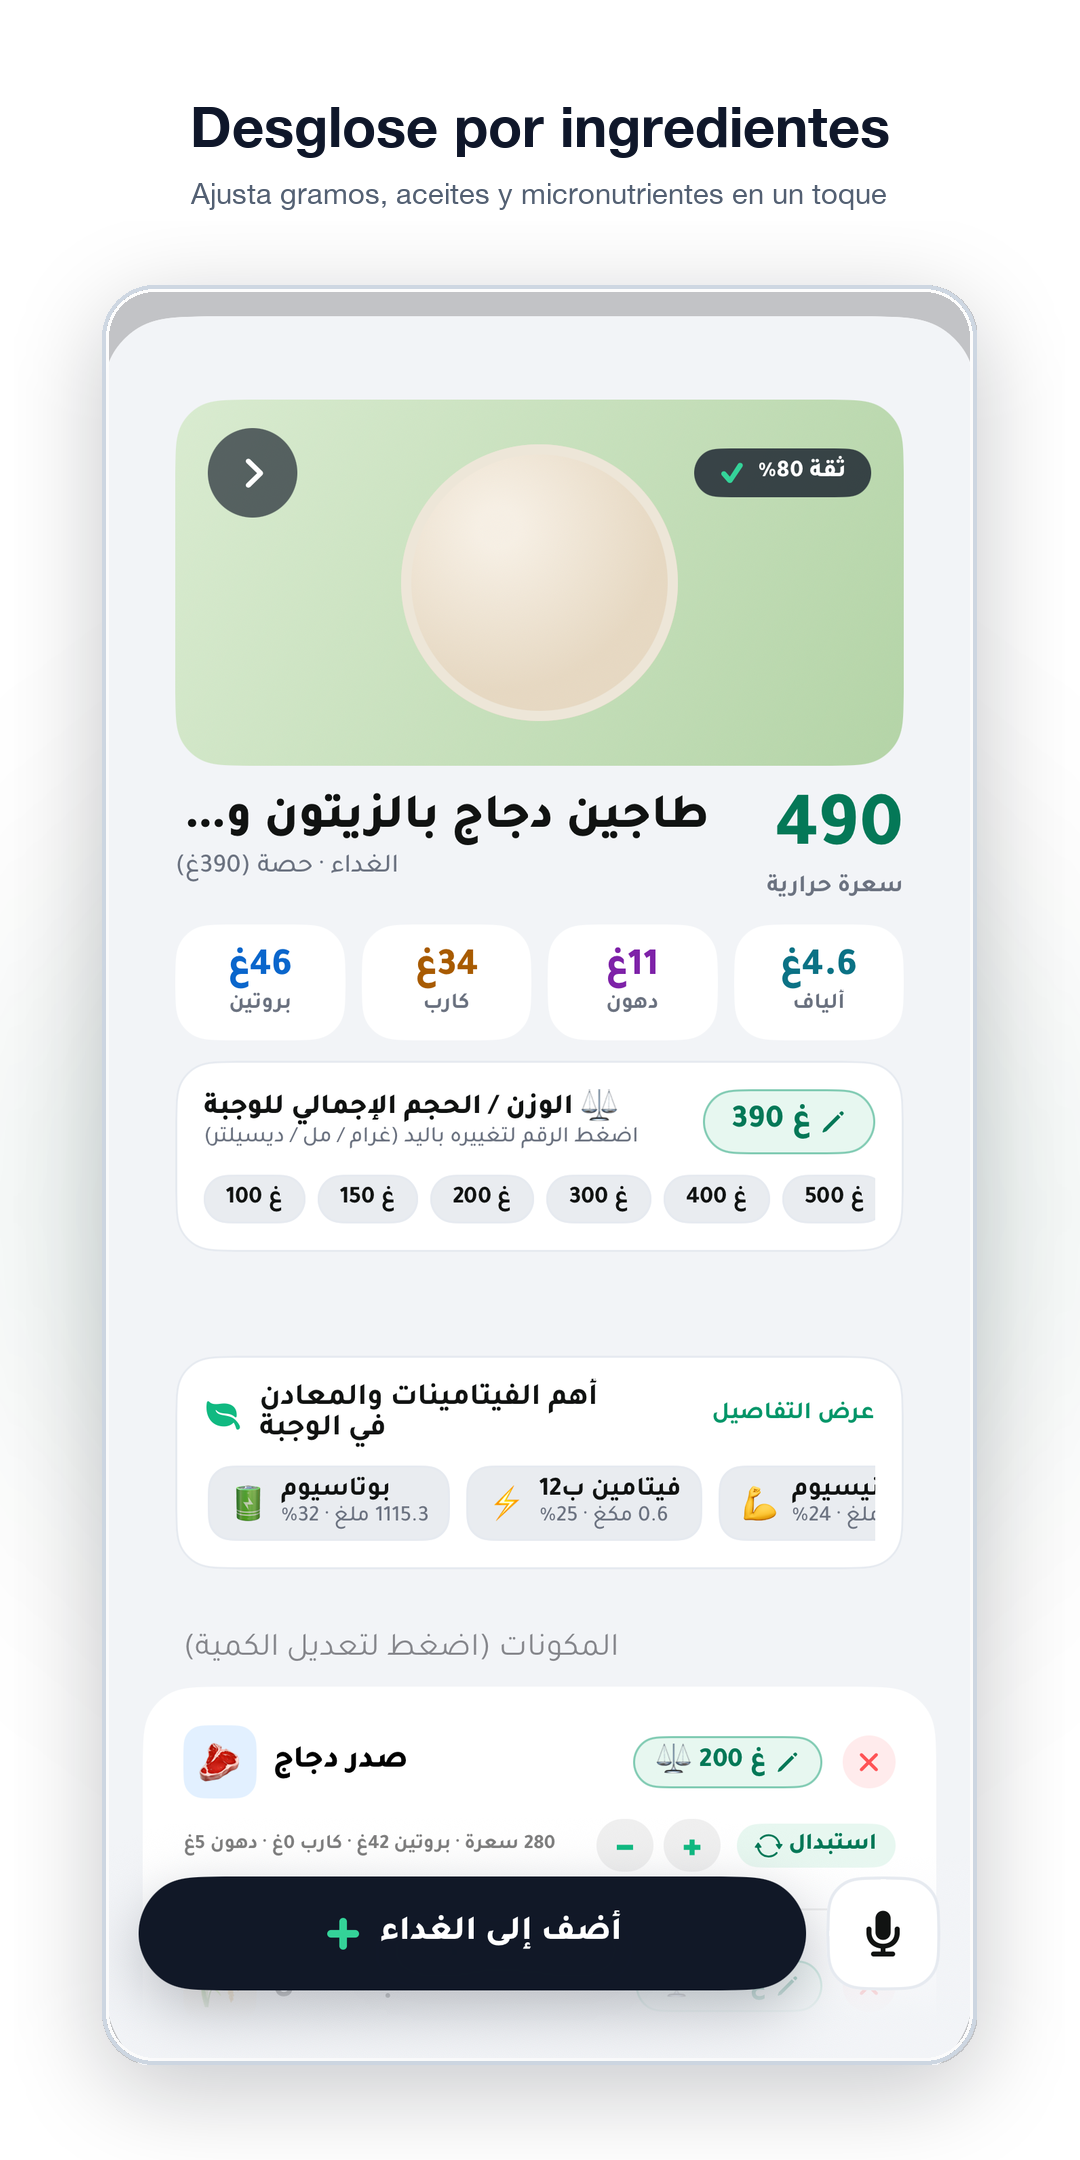 Desglose por ingredientes
Ajusta gramos, aceites y micronutrientes en un toque
ثقة 80%
طاجين دجاج بالزيتون و...
490
الغداء · حصة (390غ)
سعرة حرارية
46غ
بروتين
34غ
كارب
11غ
دهون
4.6غ
ألياف
الوزن / الحجم الإجمالي للوجبة
اضغط الرقم لتغييره باليد (غرام / مل / ديسيلتر)
390 غ
100 غ
150 غ
200 غ
300 غ
400 غ
500 غ
أهم الفيتامينات والمعادن
في الوجبة
عرض التفاصيل
بوتاسيوم
1115.3 ملغ · 32%
فيتامين ب12
0.6 مكغ · 25%
ملغ · 24%
المكونات (اضغط لتعديل الكمية)
صدر دجاج
200 غ
280 سعرة · بروتين 42غ · كارب 0غ · دهون 5غ
استبدال
أضف إلى الغداء